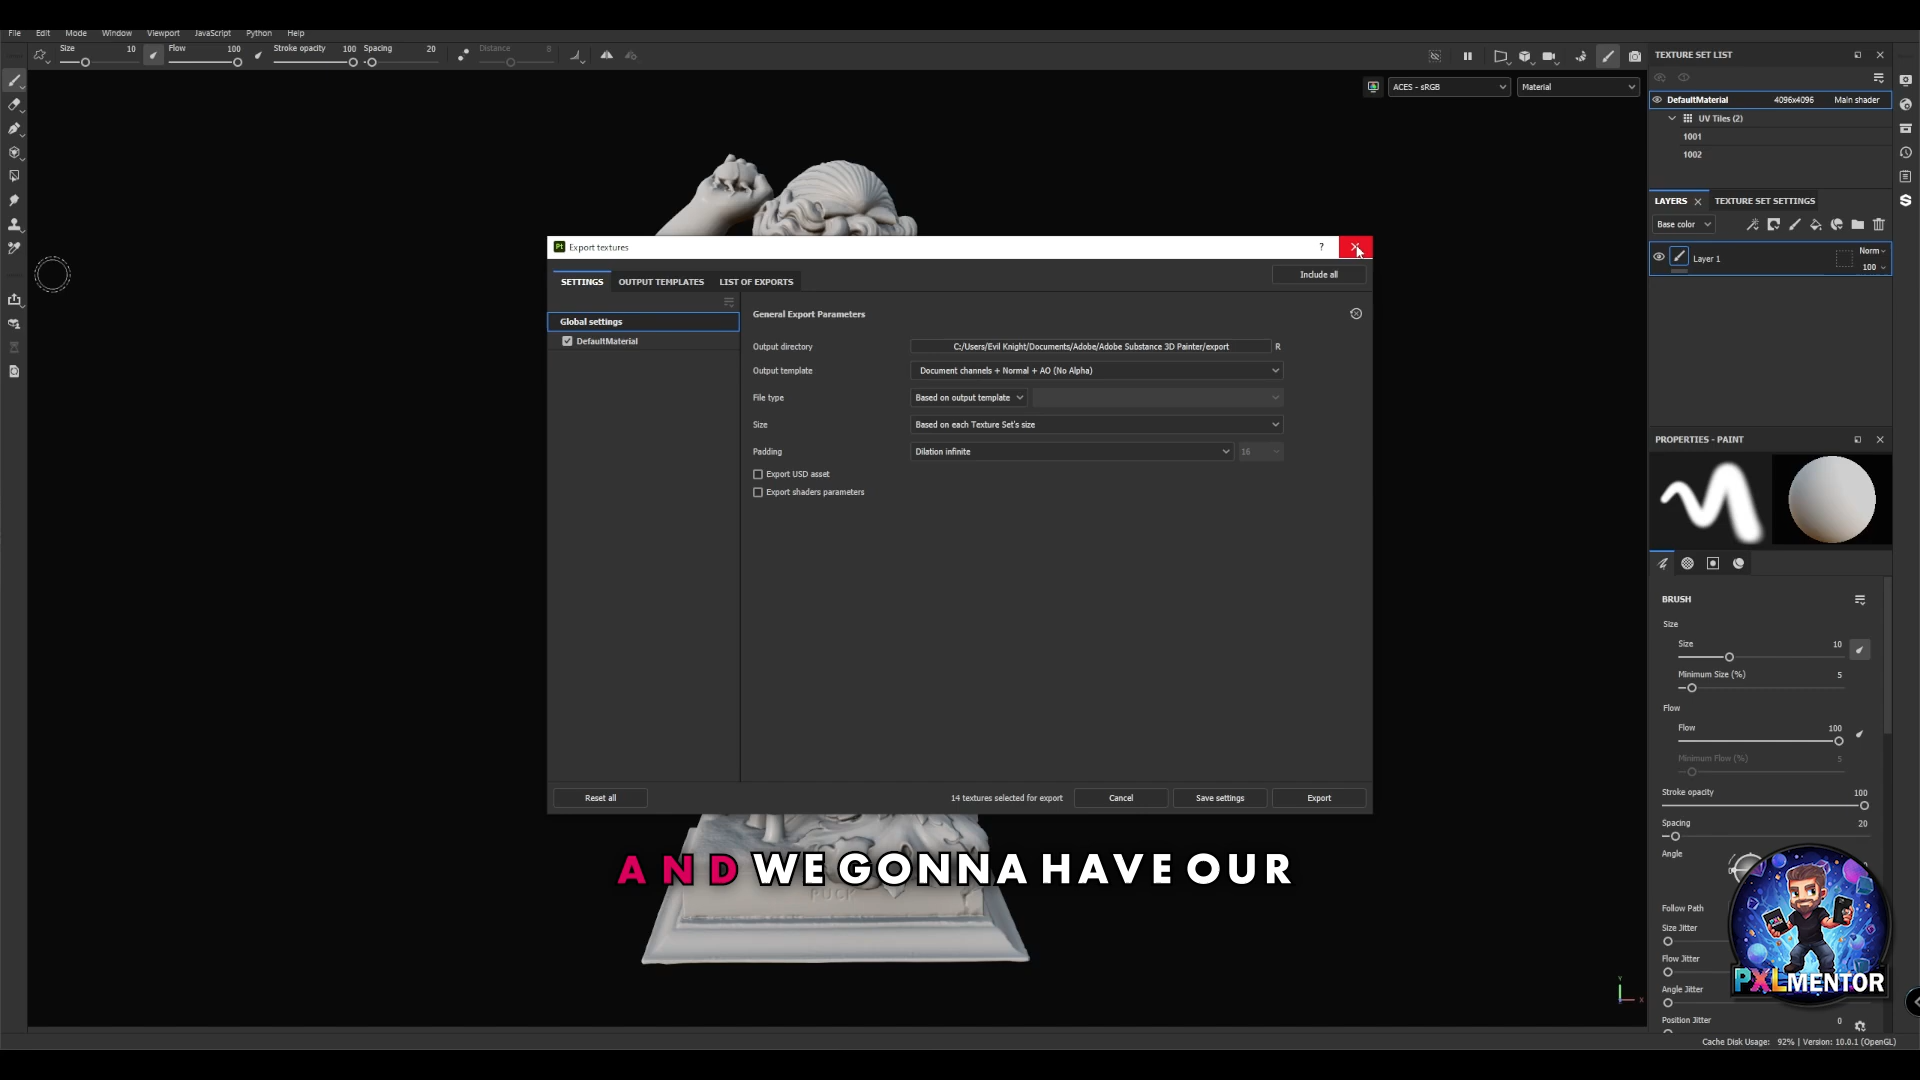 File Edit Mode Window Viewport JavaScript Python Help
Size 10 Flow 100 Stroke opacity 100 Spacing 20 Distance 8
ACES - sRGB
Material
TEXTURE SET LIST
DefaultMaterial 4096x4096 Main shader
UV Tiles (2)
1001
1002
LAYERS TEXTURE SET SETTINGS
Base color
Layer 1
Norm
100
Pt Export textures ?
SETTINGS OUTPUT TEMPLATES LIST OF EXPORTS
Include all
Global settings
DefaultMaterial
General Export Parameters
Output directory C:/Users/Evil Knight/Documents/Adobe/Adobe Substance 3D Painter/export R
Output template Document channels + Normal + AO (No Alpha)
File type Based on output template
Size Based on each Texture Set's size
Padding Dilation infinite 16
Export USD asset
Export shaders parameters
Reset all
14 textures selected for export
Cancel
Save settings
Export
PUCK
AND WE GONNA HAVE OUR
PROPERTIES - PAINT
BRUSH
Size
Size 10
Minimum Size (%) 5
Flow
Flow 100
Minimum Flow (%) 5
Stroke opacity 100
Spacing 20
Angle
Follow Path
Size Jitter
Flow Jitter
Angle Jitter
Position Jitter 0
PXLMENTOR
Y
X
Cache Disk Usage: 92% | Version: 10.0.1 (OpenGL)